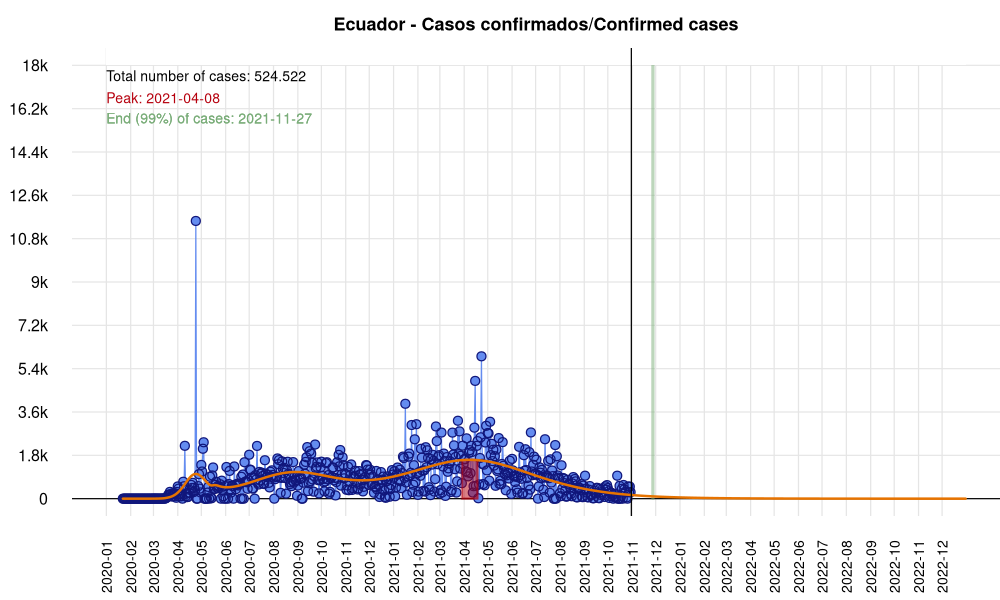 Ecuador - Casos confirmados/Confirmed cases
18k
16.2k
14.4k
12.6k
10.8k
9k
7.2k
5.4k
3.6k
1.8k
0
Total number of cases: 524.522
Peak: 2021-04-08
End (99%) of cases: 2021-11-27
2020-01
2020-02
2020-03
2020-04
2020-05
2020-06
2020-07
2020-08
2020-09
2020-10
2020-11
2020-12
2021-01
2021-02
2021-03
2021-04
2021-05
2021-06
2021-07
2021-08
2021-09
2021-10
2021-11
2021-12
2022-01
2022-02
2022-03
2022-04
2022-05
2022-06
2022-07
2022-08
2022-09
2022-10
2022-11
2022-12